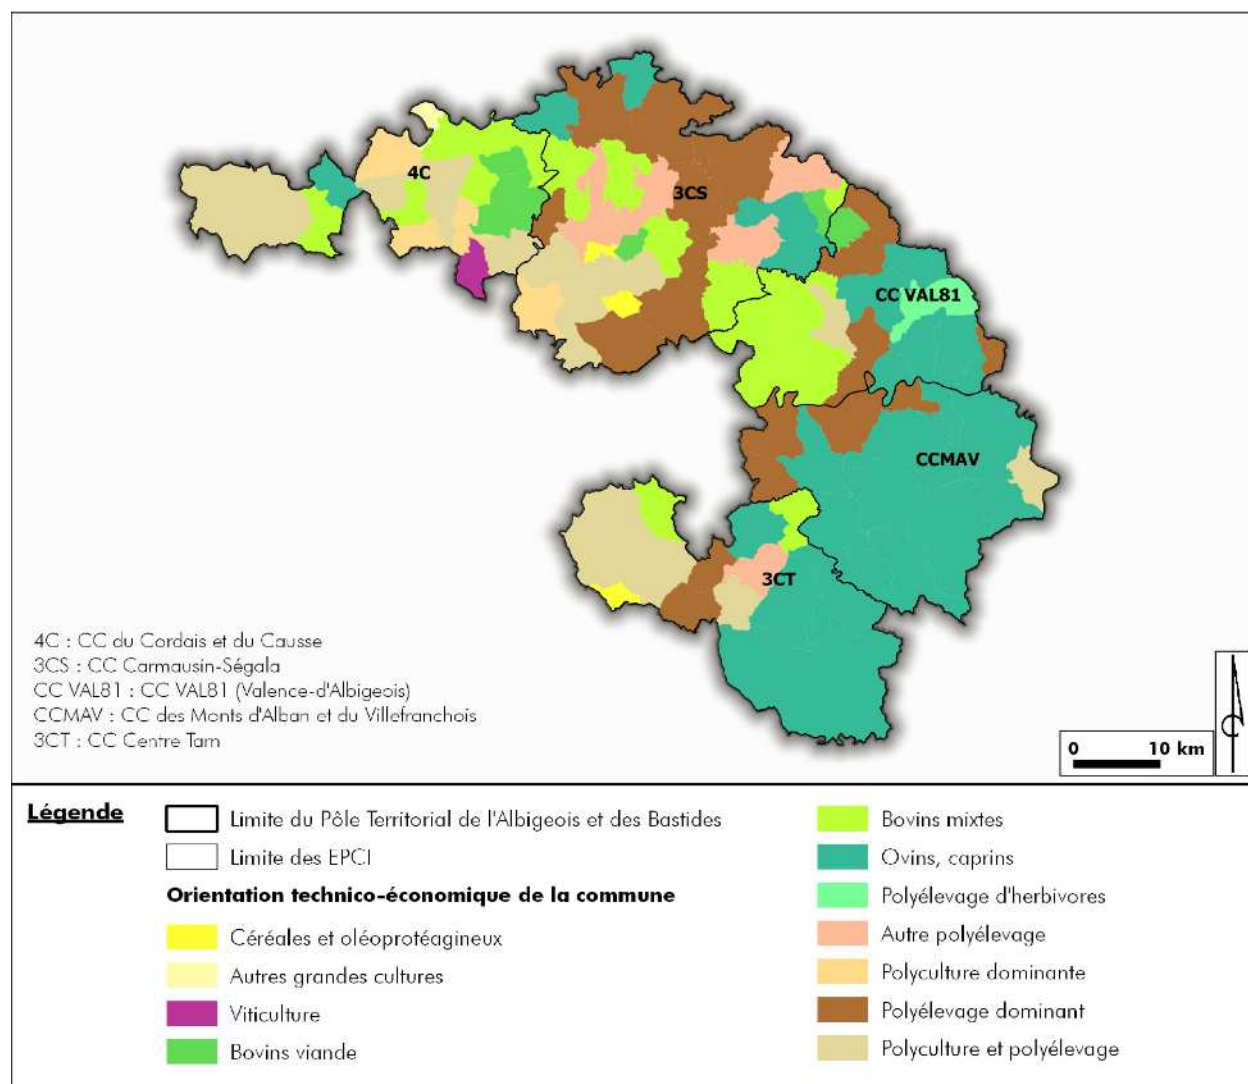 4C
3CS
CC VAL81
CCMAV
3CT
4C : CC du Cordais et du Causse
3CS : CC Carmausin-Ségala
CC VAL81 : CC VAL81 (Valence-d'Albigeois)
CCMAV : CC des Monts d'Alban et du Villefranchois
3CT : CC Centre Tarn
0 10 km
Légende
Limite du Pôle Territorial de l'Albigeois et des Bastides
Limite des EPCI
Orientation technico-économique de la commune
Céréales et oléoprotéagineux
Autres grandes cultures
Viticulture
Bovins viande
Bovins mixtes
Ovins, caprins
Polyélevage d'herbivores
Autre polyélevage
Polyculture dominante
Polyélevage dominant
Polyculture et polyélevage